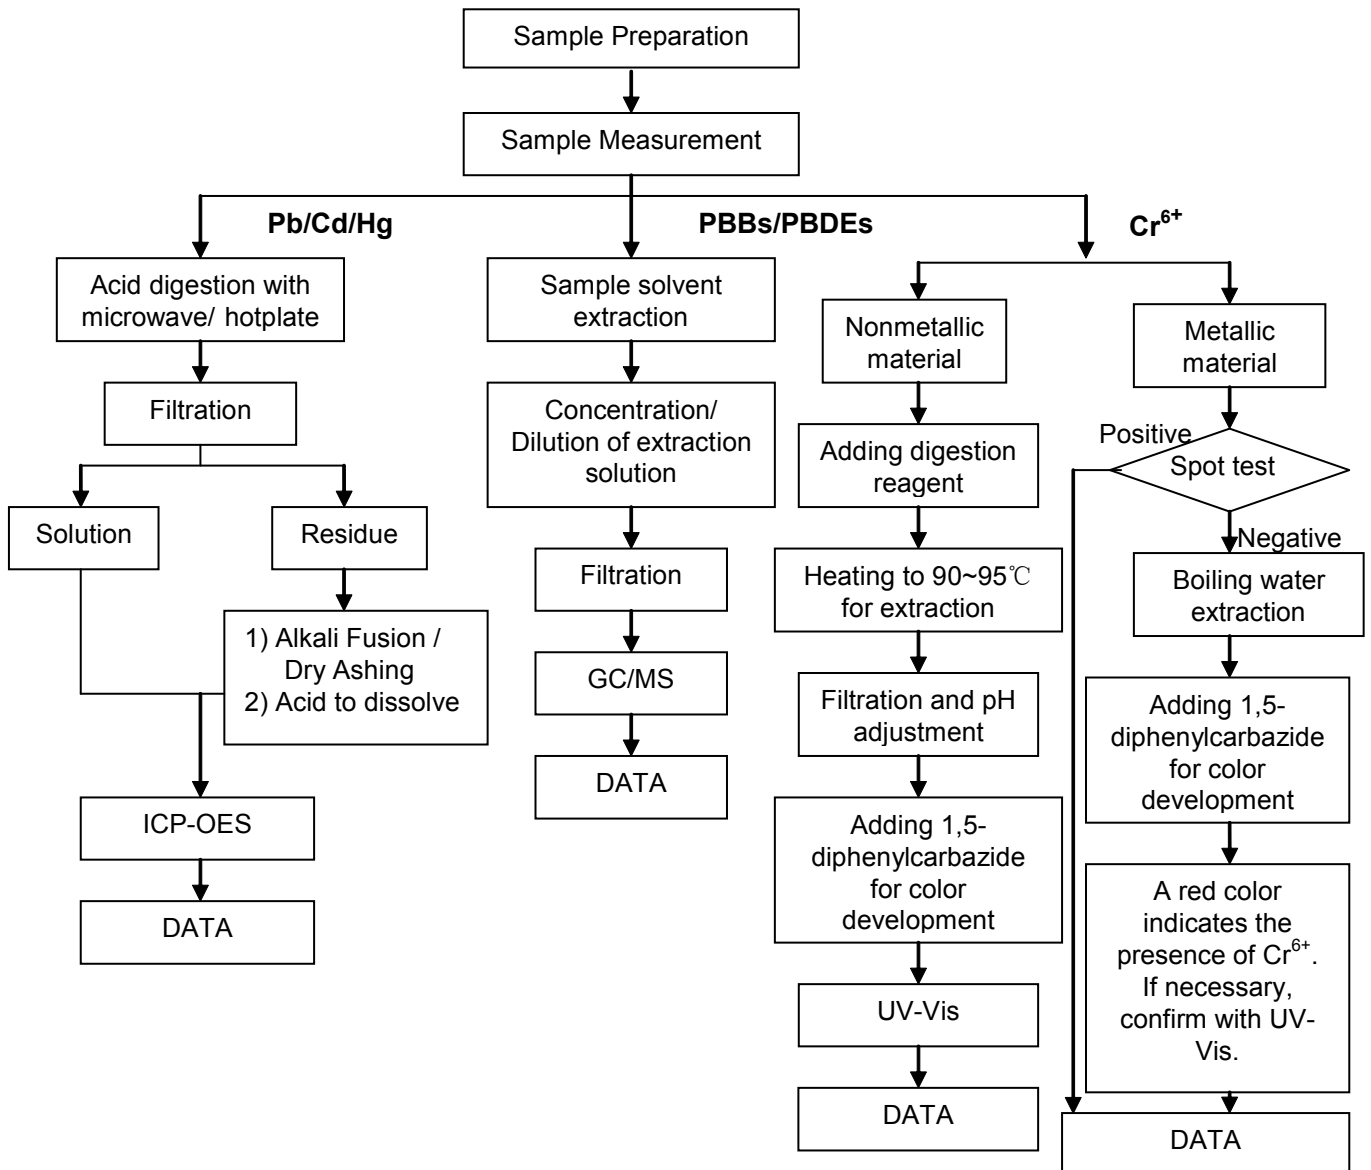 Sample Preparation
Sample Measurement
Pb/Cd/Hg
PBBs/PBDEs
Cr⁶⁺
Acid digestion with
microwave/ hotplate
Filtration
Solution
Residue
1) Alkali Fusion /
Dry Ashing
2) Acid to dissolve
ICP-OES
DATA
Sample solvent
extraction
Concentration/
Dilution of extraction
solution
Filtration
GC/MS
DATA
Nonmetallic
material
Adding digestion
reagent
Heating to 90~95℃
for extraction
Filtration and pH
adjustment
Adding 1,5-
diphenylcarbazide
for color
development
UV-Vis
DATA
Metallic
material
Positive
Spot test
Negative
Boiling water
extraction
Adding 1,5-
diphenylcarbazide
for color
development
A red color
indicates the
presence of Cr⁶⁺.
If necessary,
confirm with UV-
Vis.
DATA